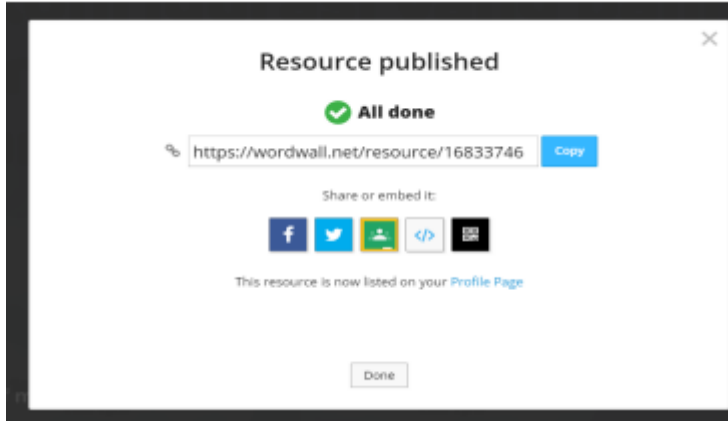 Resource published
All done
https://wordwall.net/resource/16833746 Copy
Share or embed it:
This resource is now listed on your Profile Page
Done